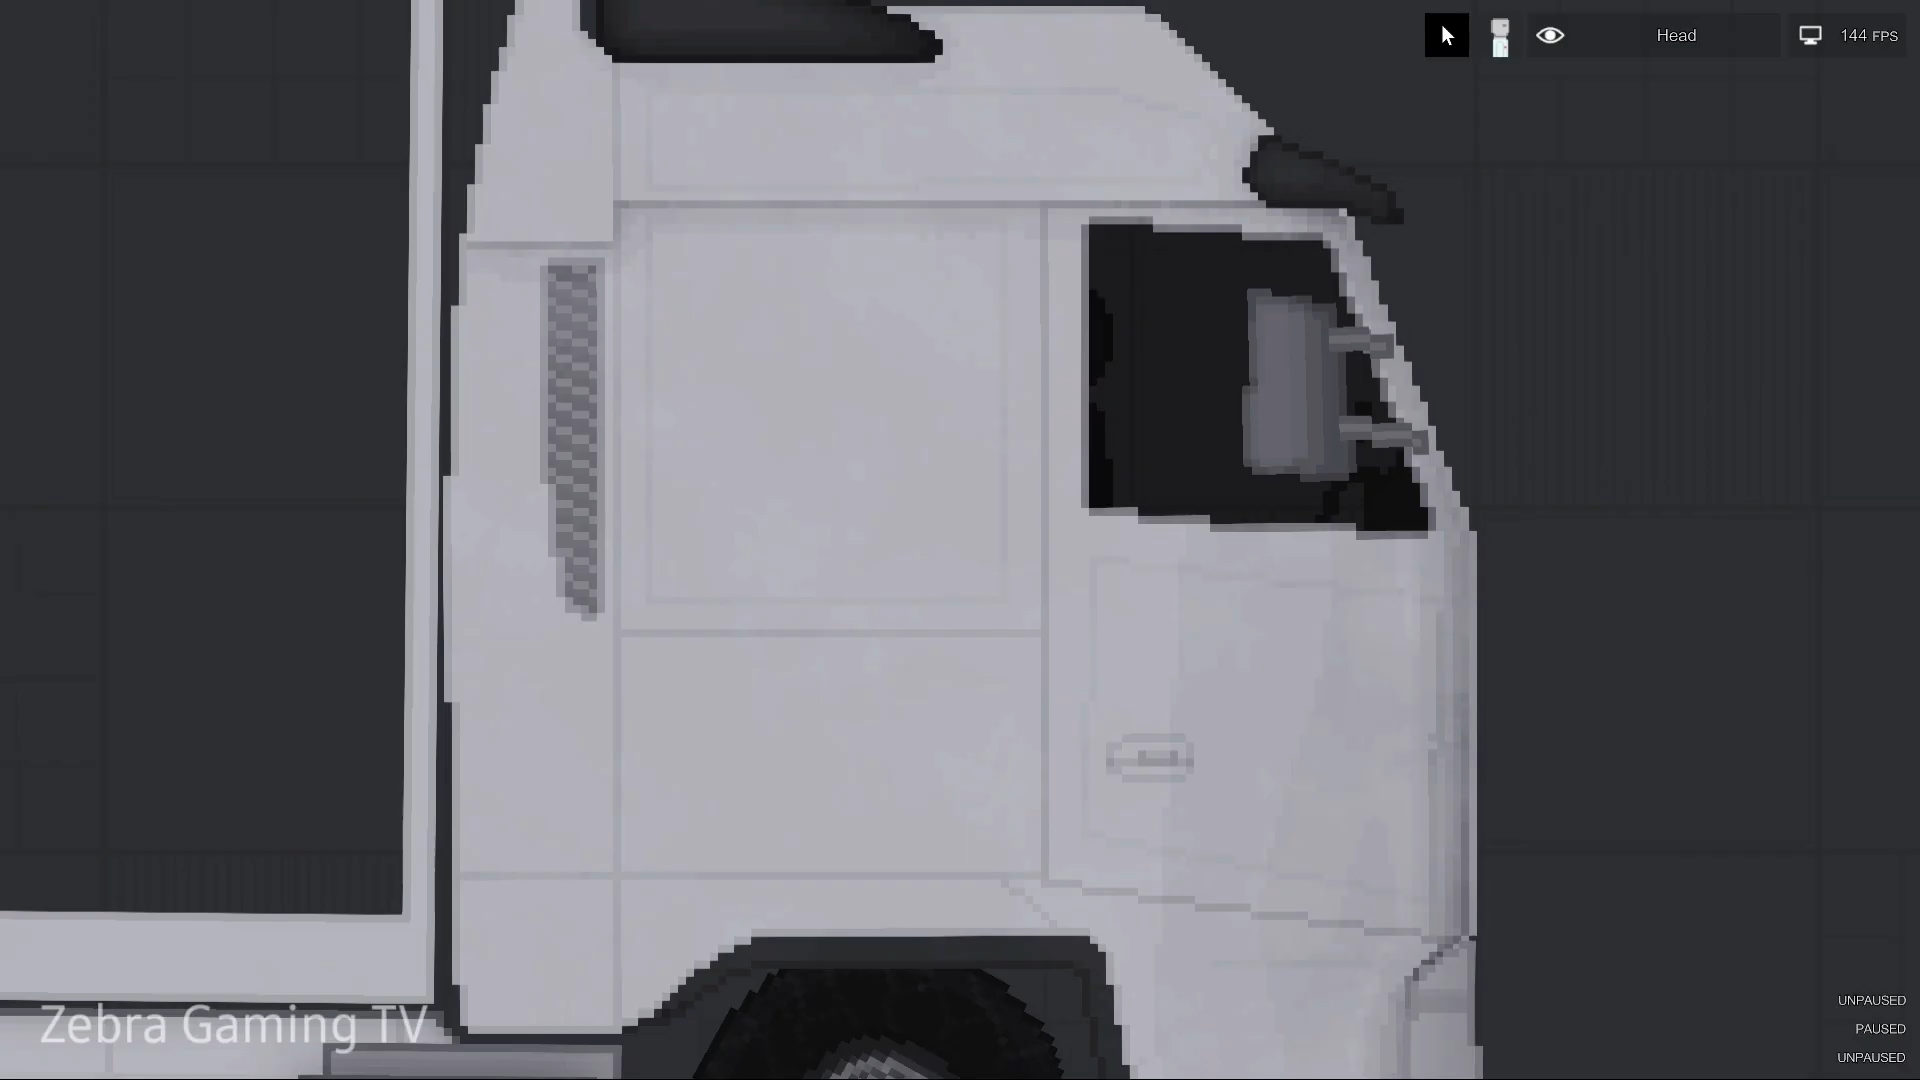 Head
144 FPS
UNPAUSED
PAUSED
UNPAUSED
Zebra Gaming TV